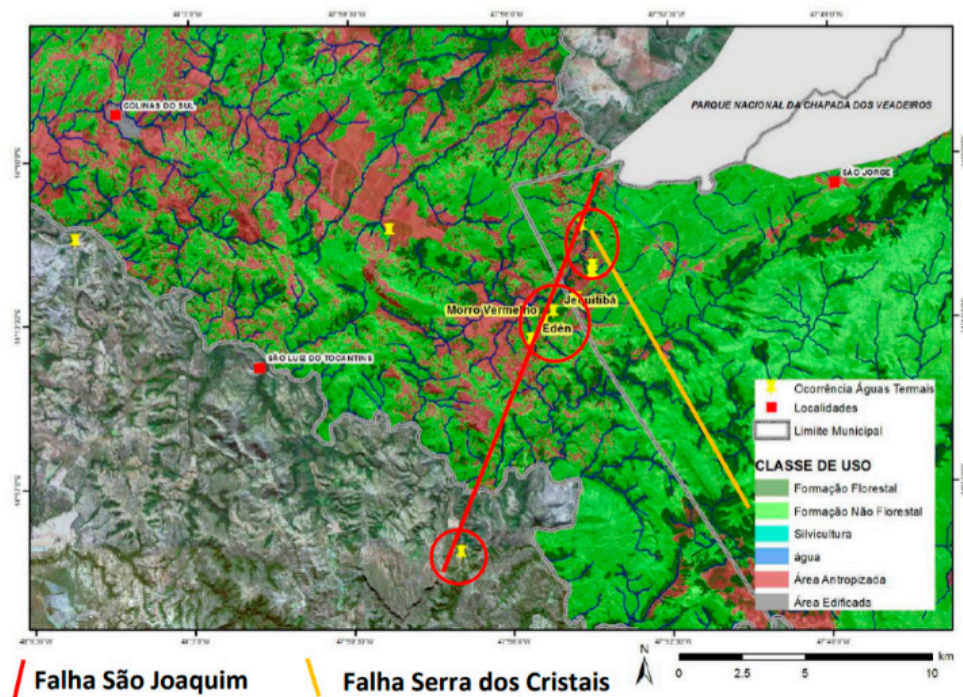 PARQUE NACIONAL DA CHAPADA DOS VEADEIROS
COLINAS DO SUL
SÃO JORGE
Jequitibá
Morro Vermelho
Edén
SÃO LUIZ DO TOCANTINS
Ocorrência Águas Termais
Localidades
Limiite Municipal
CLASSE DE USO
Formação Florestal
Formação Não Florestal
Silvicultura
água
Área Antropizada
Área Edificada
N
km
0 2.5 5 10
Falha São Joaquim
Falha Serra dos Cristais